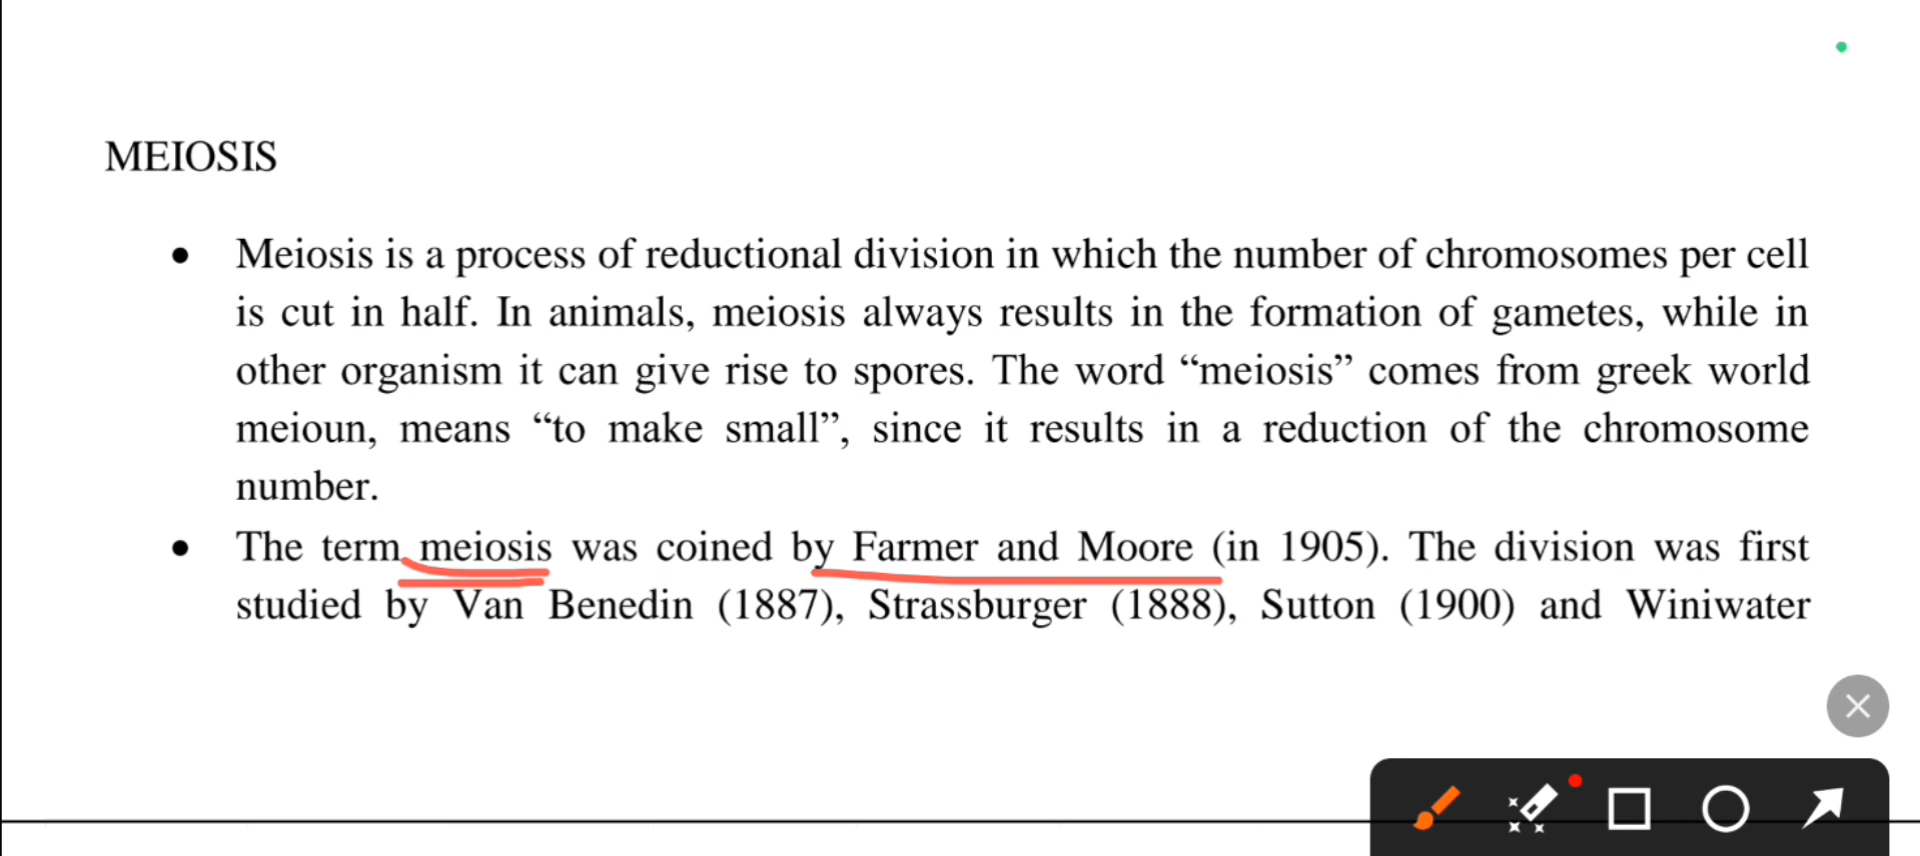 MEIOSIS
• Meiosis is a process of reductional division in which the number of chromosomes per cell
is cut in half. In animals, meiosis always results in the formation of gametes, while in
other organism it can give rise to spores. The word “meiosis” comes from greek world
meioun, means “to make small”, since it results in a reduction of the chromosome
number.
• The term meiosis was coined by Farmer and Moore (in 1905). The division was first
studied by Van Benedin (1887), Strassburger (1888), Sutton (1900) and Winiwater